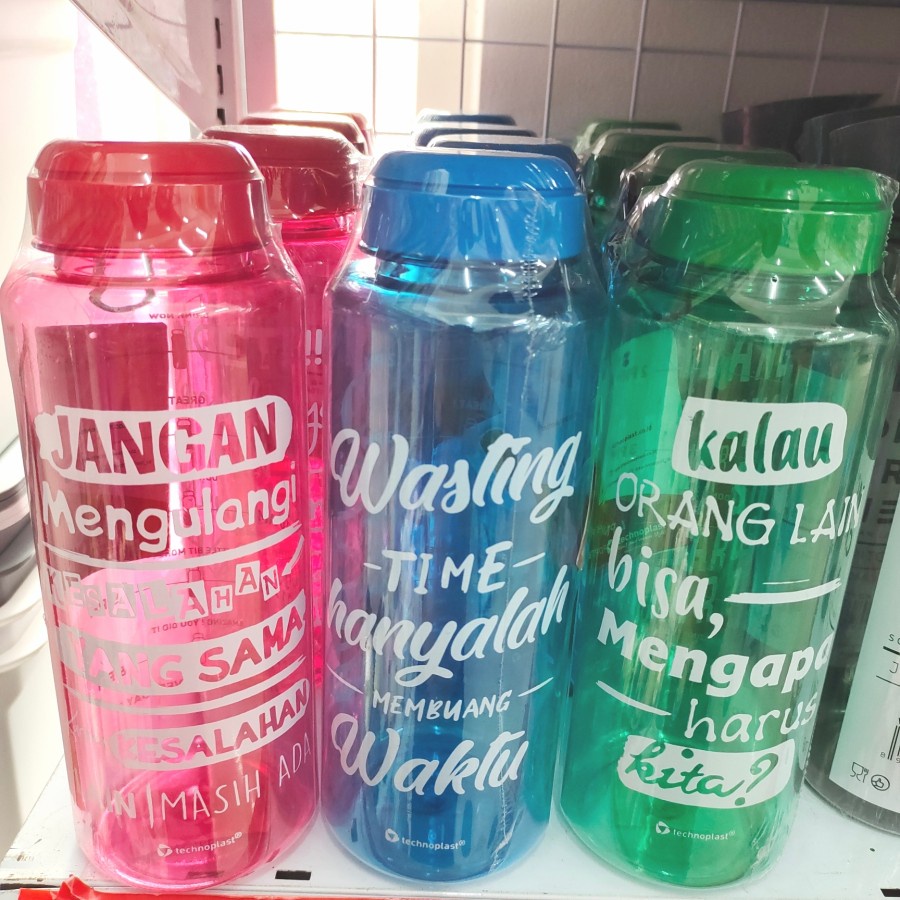 JANGAN
Mengulangi
KESALAHAN
YANG SAMA
KESALAHAN
MASIH ADA
technoplast®
Wasting
-TIME-
hanyalah
MEMBUANG
Waktu
technoplast®
kalau
ORANG LAIN
bisa,
Mengapa
harus
kita?
technoplast®